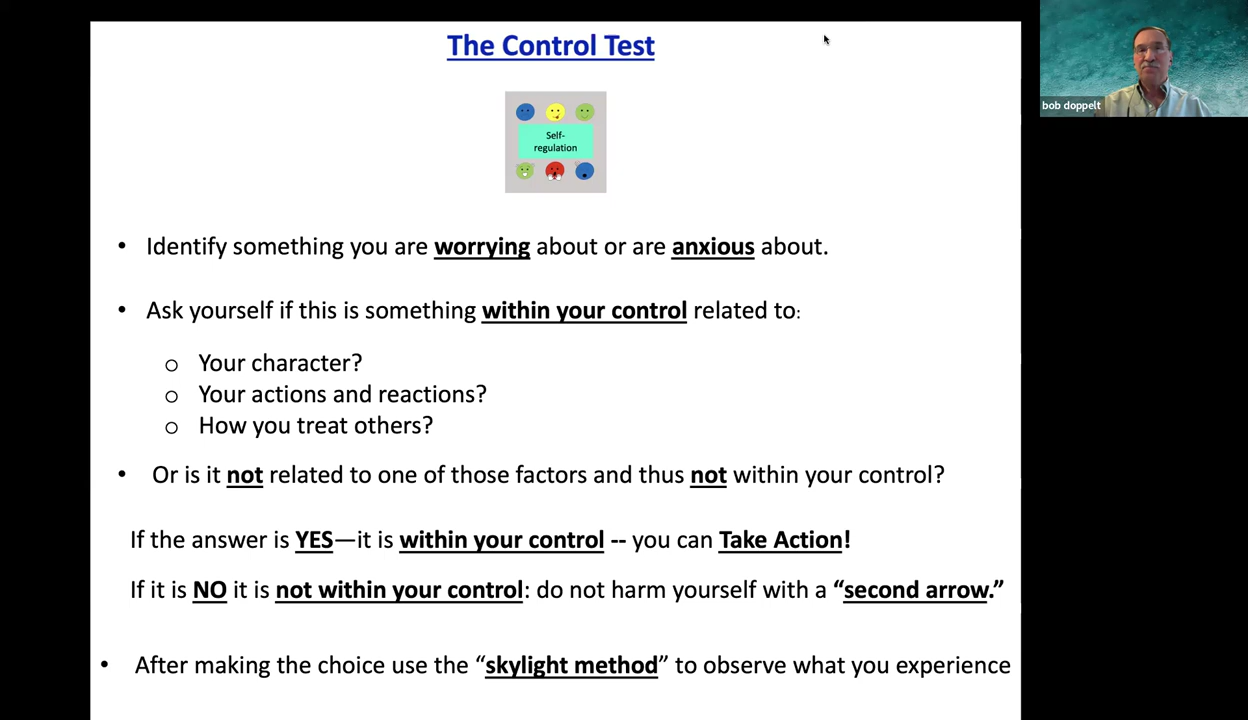 The Control Test
Self-
regulation
bob doppelt
• Identify something you are worrying about or are anxious about.
• Ask yourself if this is something within your control related to:
o Your character?
o Your actions and reactions?
o How you treat others?
• Or is it not related to one of those factors and thus not within your control?
If the answer is YES—it is within your control -- you can Take Action!
If it is NO it is not within your control: do not harm yourself with a “second arrow.”
• After making the choice use the “skylight method” to observe what you experience